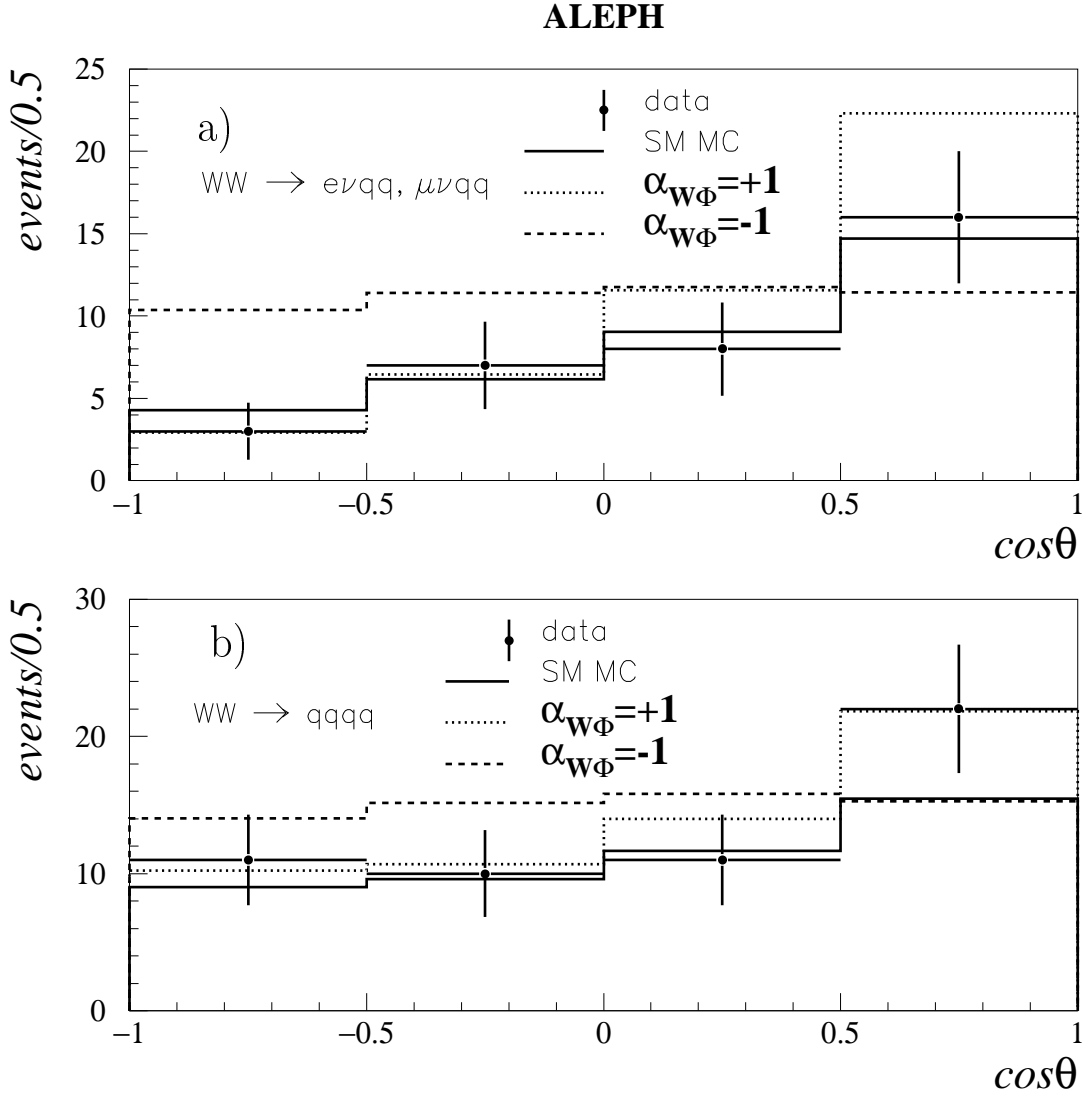 ALEPH
events/0.5
25
20
15
10
5
0
a)
WW → eνqq, μνqq
data
SM MC
α_WΦ=+1
α_WΦ=-1
−1 −0.5 0 0.5 1
cosθ
events/0.5
30
20
10
0
b)
WW → qqqq
data
SM MC
α_WΦ=+1
α_WΦ=-1
−1 −0.5 0 0.5 1
cosθ